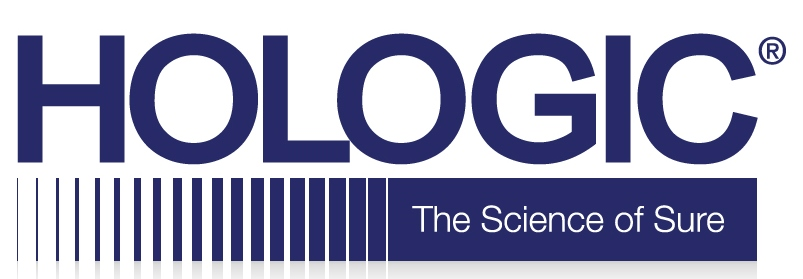 HOLOGIC®
The Science of Sure